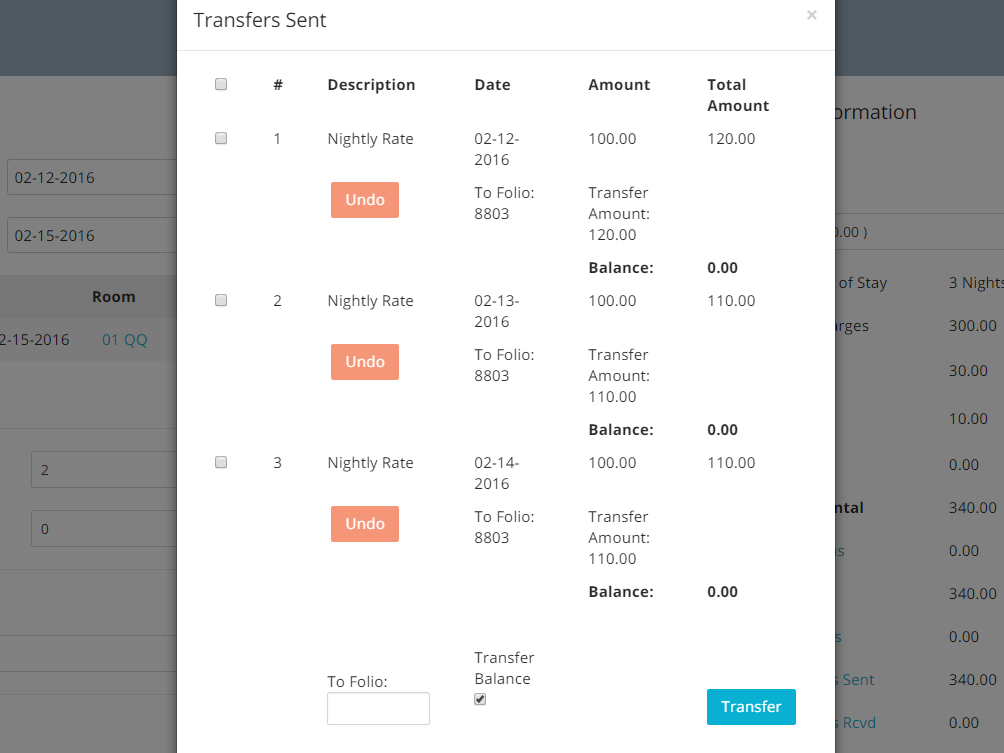 Transfers Sent ×
# Description Date Amount Total
Amount
1 Nightly Rate 02-12- 100.00 120.00
2016
Undo To Folio: Transfer
8803 Amount:
120.00
Balance: 0.00
2 Nightly Rate 02-13- 100.00 110.00
2016
Undo To Folio: Transfer
8803 Amount:
110.00
Balance: 0.00
3 Nightly Rate 02-14- 100.00 110.00
2016
Undo To Folio: Transfer
8803 Amount:
110.00
Balance: 0.00
Transfer
Balance
To Folio:
Transfer
02-12-2016
02-15-2016
Room
2-15-2016 01 QQ
2
0
ormation
0.00 )
of Stay 3 Nights
arges 300.00
30.00
10.00
0.00
ntal 340.00
s 0.00
340.00
s 0.00
s Sent 340.00
s Rcvd 0.00